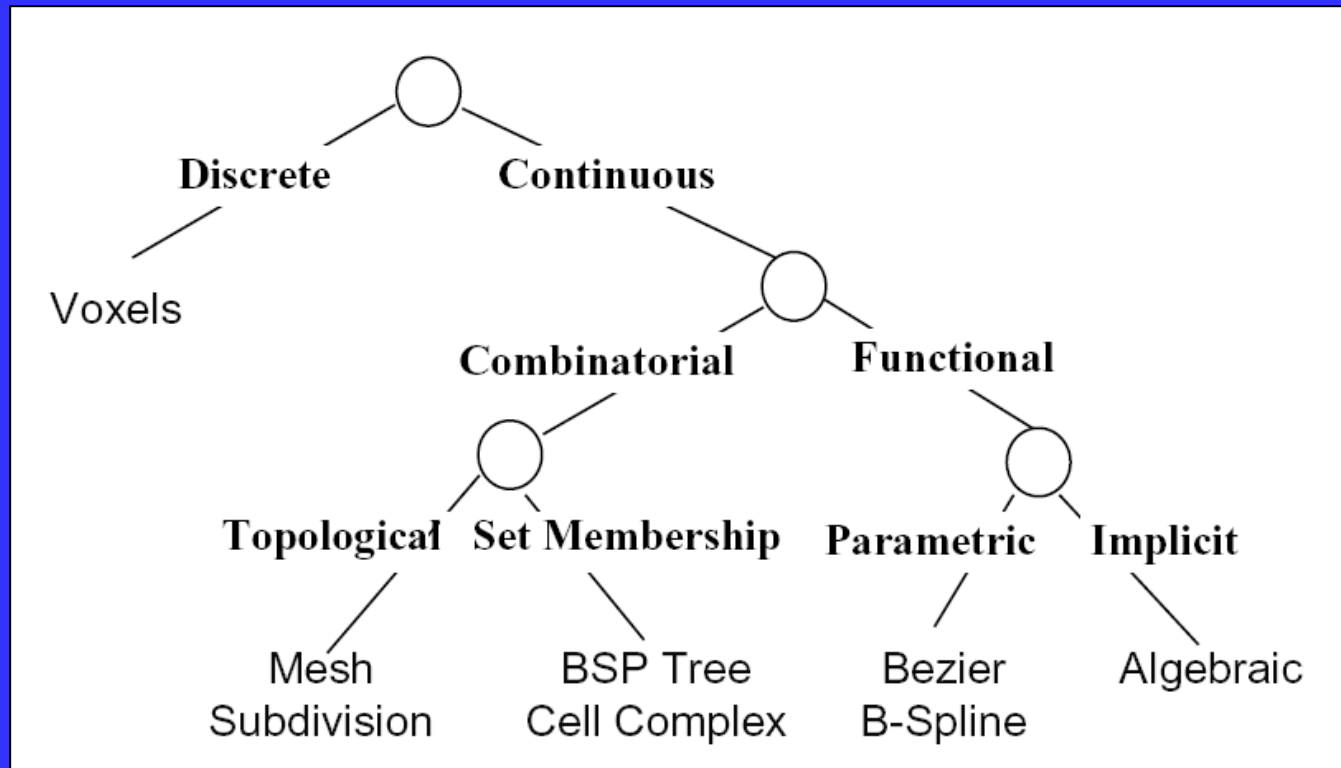 Discrete
Continuous
Voxels
Combinatorial
Functional
Topological
Set Membership
Parametric
Implicit
Mesh
Subdivision
BSP Tree
Cell Complex
Bezier
B-Spline
Algebraic